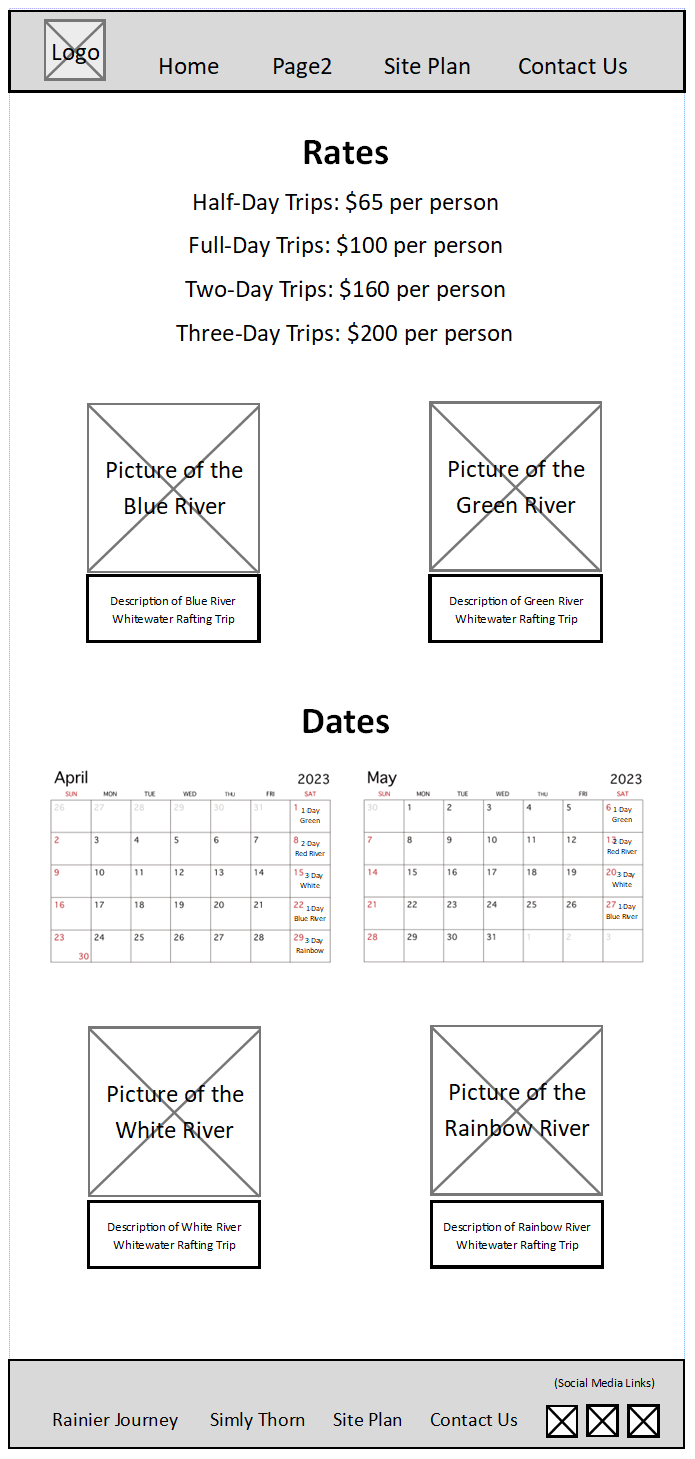 Logo
Home Page2 Site Plan Contact Us
Rates
Half-Day Trips: $65 per person
Full-Day Trips: $100 per person
Two-Day Trips: $160 per person
Three-Day Trips: $200 per person
Picture of the
Blue River
Description of Blue River
Whitewater Rafting Trip
Picture of the
Green River
Description of Green River
Whitewater Rafting Trip
Dates
April 2023
SUN MON TUE WED THU FRI SAT
26 27 28 29 30 31 1 1 Day
Green
2 3 4 5 6 7 8 2 Day
Red River
9 10 11 12 13 14 15 3 Day
White
16 17 18 19 20 21 22 1 Day
Blue River
23 24 25 26 27 28 29 3 Day
30 Rainbow
May 2023
SUN MON TUE WED THU FRI SAT
30 1 2 3 4 5 6 1 Day
Green
7 8 9 10 11 12 13 2 Day
Red River
14 15 16 17 18 19 20 3 Day
White
21 22 23 24 25 26 27 1 Day
Blue River
28 29 30 31 1 2 3
Picture of the
White River
Description of White River
Whitewater Rafting Trip
Picture of the
Rainbow River
Description of Rainbow River
Whitewater Rafting Trip
(Social Media Links)
Rainier Journey Simly Thorn Site Plan Contact Us